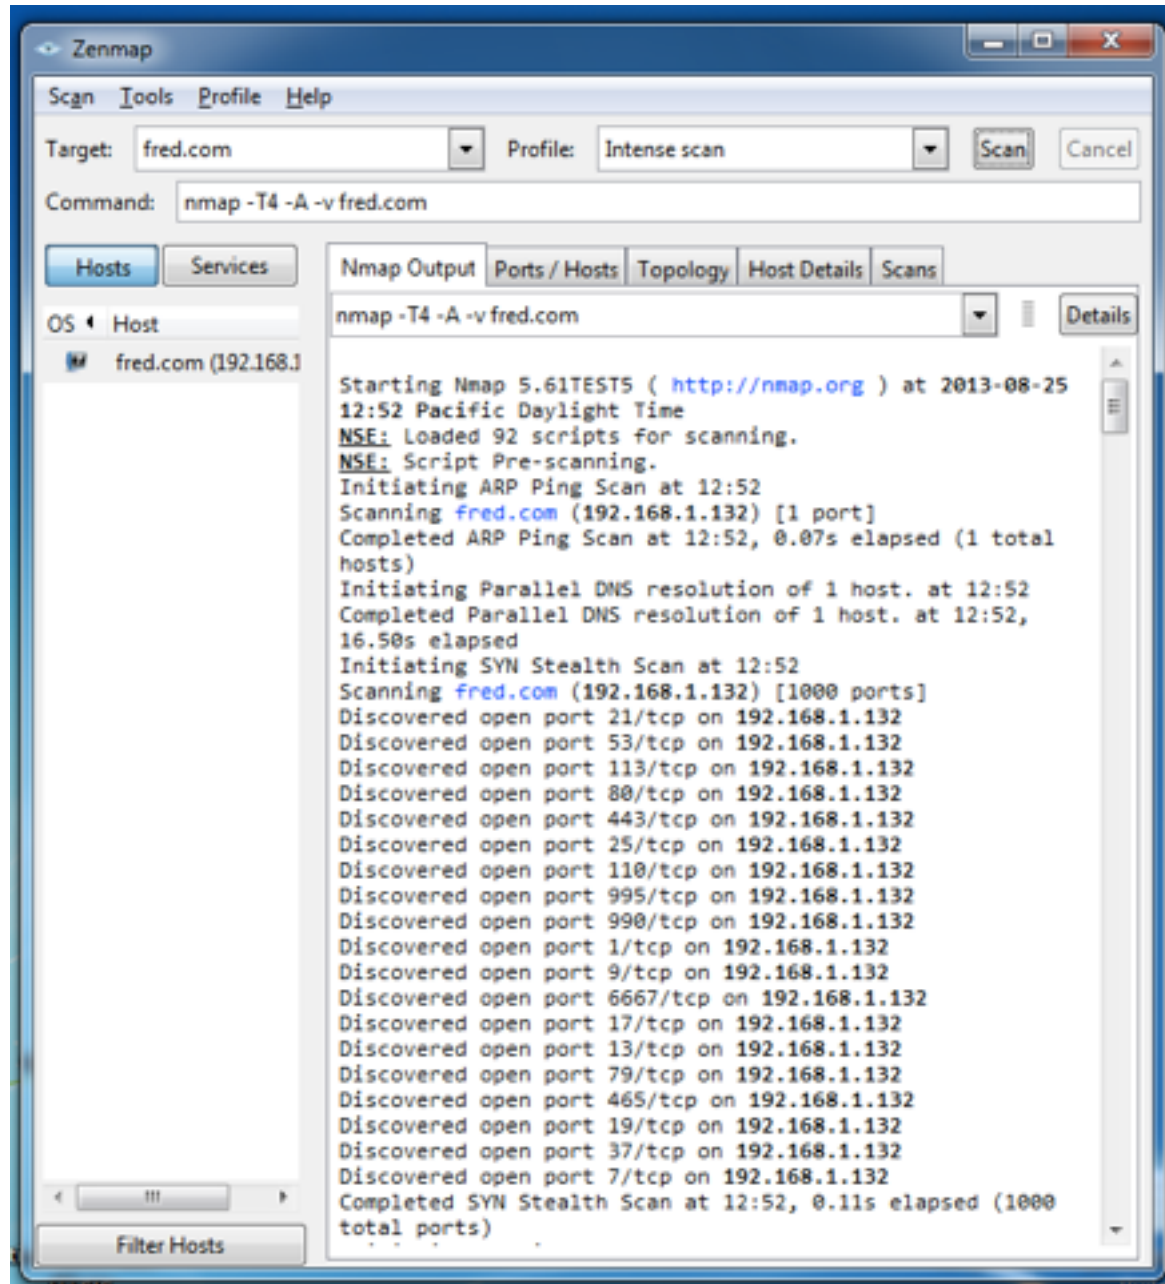 Zenmap
Scan Tools Profile Help
Target: fred.com Profile: Intense scan Scan Cancel
Command: nmap -T4 -A -v fred.com
Hosts Services
Nmap Output Ports / Hosts Topology Host Details Scans
OS Host
nmap -T4 -A -v fred.com Details
fred.com (192.168.1
Starting Nmap 5.61TEST5 ( http://nmap.org ) at 2013-08-25
12:52 Pacific Daylight Time
NSE: Loaded 92 scripts for scanning.
NSE: Script Pre-scanning.
Initiating ARP Ping Scan at 12:52
Scanning fred.com (192.168.1.132) [1 port]
Completed ARP Ping Scan at 12:52, 0.07s elapsed (1 total
hosts)
Initiating Parallel DNS resolution of 1 host. at 12:52
Completed Parallel DNS resolution of 1 host. at 12:52,
16.50s elapsed
Initiating SYN Stealth Scan at 12:52
Scanning fred.com (192.168.1.132) [1000 ports]
Discovered open port 21/tcp on 192.168.1.132
Discovered open port 53/tcp on 192.168.1.132
Discovered open port 113/tcp on 192.168.1.132
Discovered open port 80/tcp on 192.168.1.132
Discovered open port 443/tcp on 192.168.1.132
Discovered open port 25/tcp on 192.168.1.132
Discovered open port 110/tcp on 192.168.1.132
Discovered open port 995/tcp on 192.168.1.132
Discovered open port 990/tcp on 192.168.1.132
Discovered open port 1/tcp on 192.168.1.132
Discovered open port 9/tcp on 192.168.1.132
Discovered open port 6667/tcp on 192.168.1.132
Discovered open port 17/tcp on 192.168.1.132
Discovered open port 13/tcp on 192.168.1.132
Discovered open port 79/tcp on 192.168.1.132
Discovered open port 465/tcp on 192.168.1.132
Discovered open port 19/tcp on 192.168.1.132
Discovered open port 37/tcp on 192.168.1.132
Discovered open port 7/tcp on 192.168.1.132
Completed SYN Stealth Scan at 12:52, 0.11s elapsed (1000
total ports)
Filter Hosts